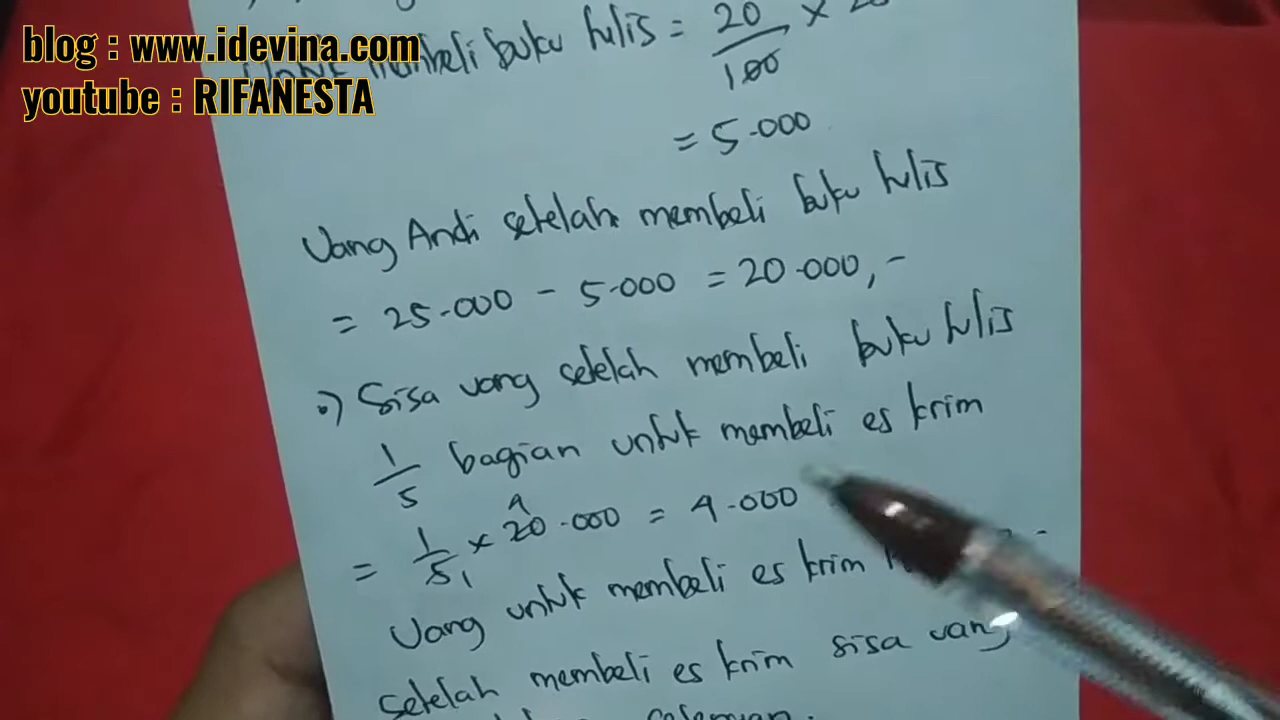 blog : www.idevina.com
youtube : RIFANESTA
membeli buku tulis = 20/100 ×
= 5.000
Uang Andi setelah membeli buku tulis
= 25.000 - 5.000 = 20.000,-
•) Sisa uang setelah membeli buku tulis
1/5 bagian untuk membeli es krim
= 1/5 1 × 20.000 4 = 4.000
Uang untuk membeli es krim
setelah membeli es krim sisa uang